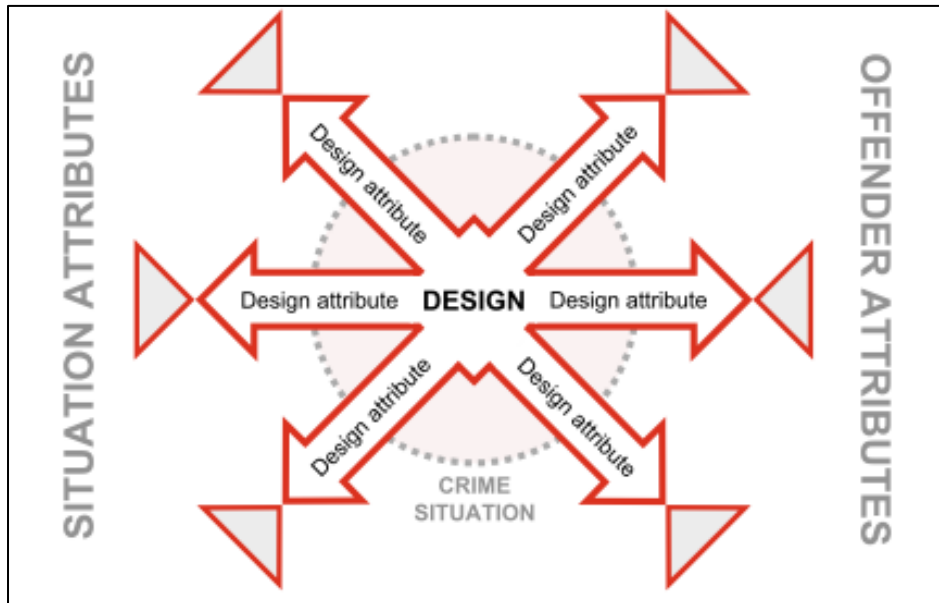 SITUATION ATTRIBUTES
OFFENDER ATTRIBUTES
Design attribute
Design attribute
Design attribute
DESIGN
Design attribute
Design attribute
Design attribute
CRIME
SITUATION